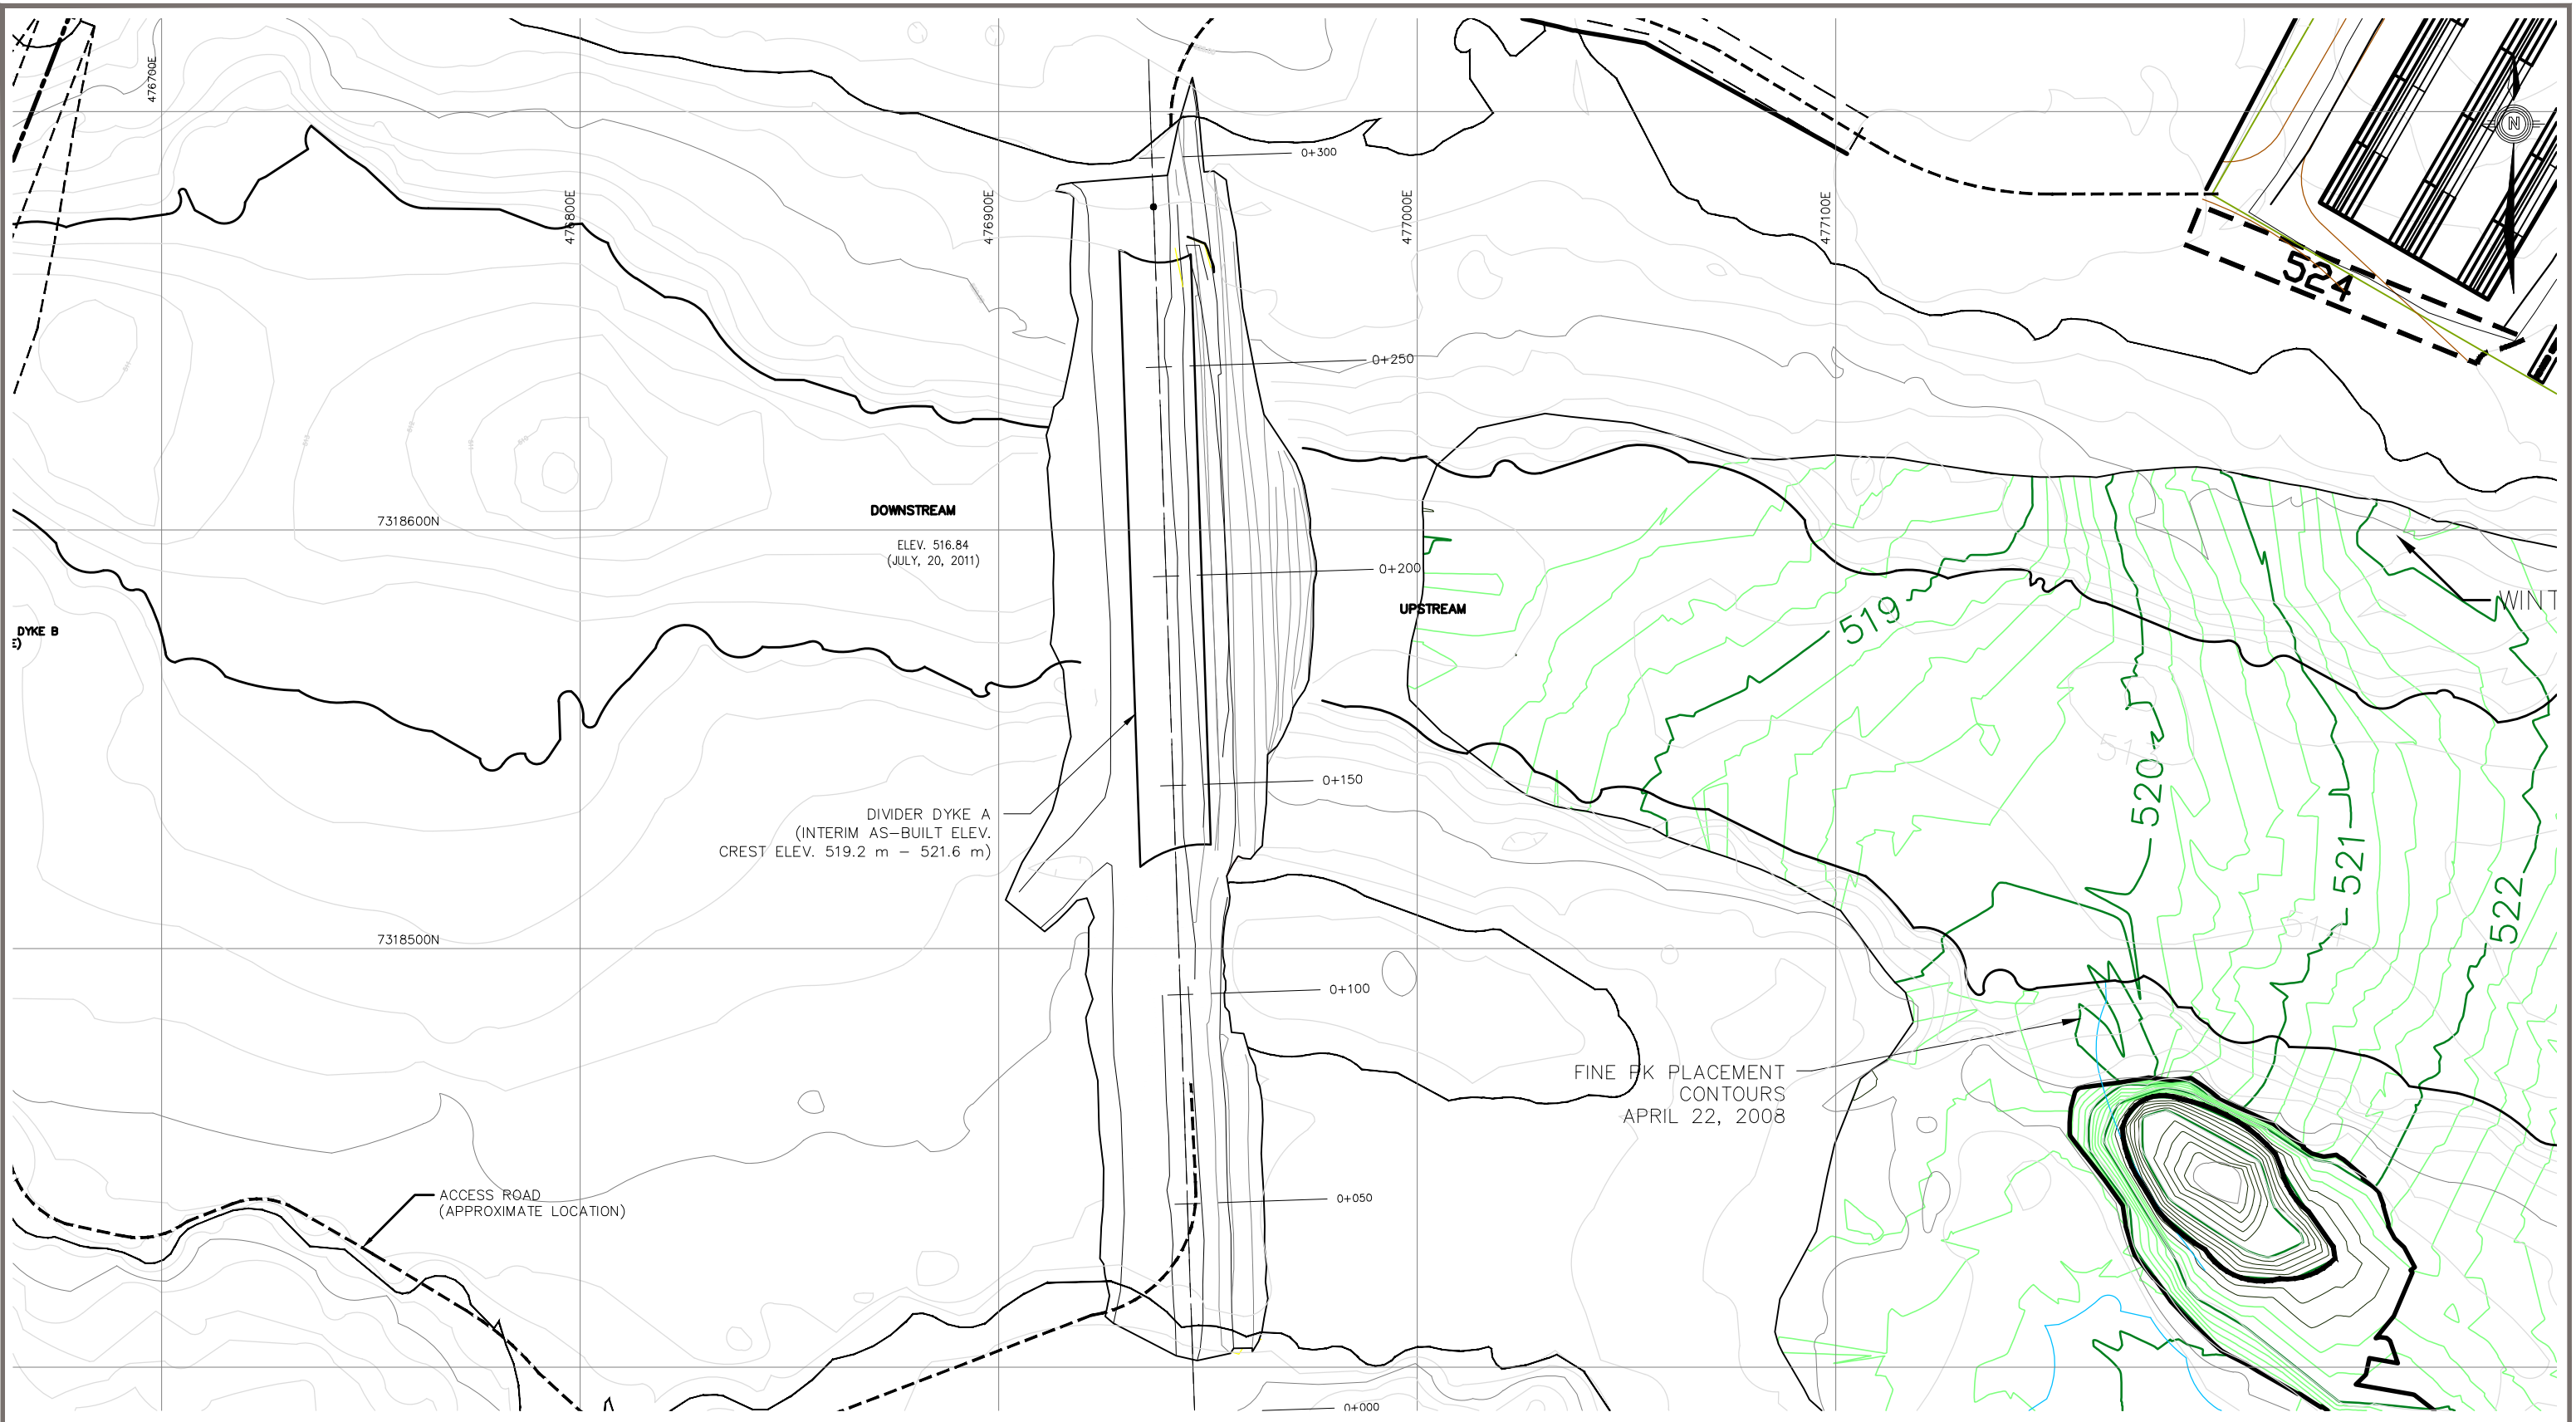 476700E
476800E
476900E
477000E
477100E
N
524
0+300
0+250
DOWNSTREAM
7318600N
ELEV. 516.84
(JULY, 20, 2011)
0+200
UPSTREAM
519
WINT
DYKE B
E)
0+150
DIVIDER DYKE A
(INTERIM AS-BUILT ELEV.
CREST ELEV. 519.2 m - 521.6 m)
520
521
522
7318500N
0+100
FINE PK PLACEMENT
CONTOURS
APRIL 22, 2008
0+050
ACCESS ROAD
(APPROXIMATE LOCATION)
0+000